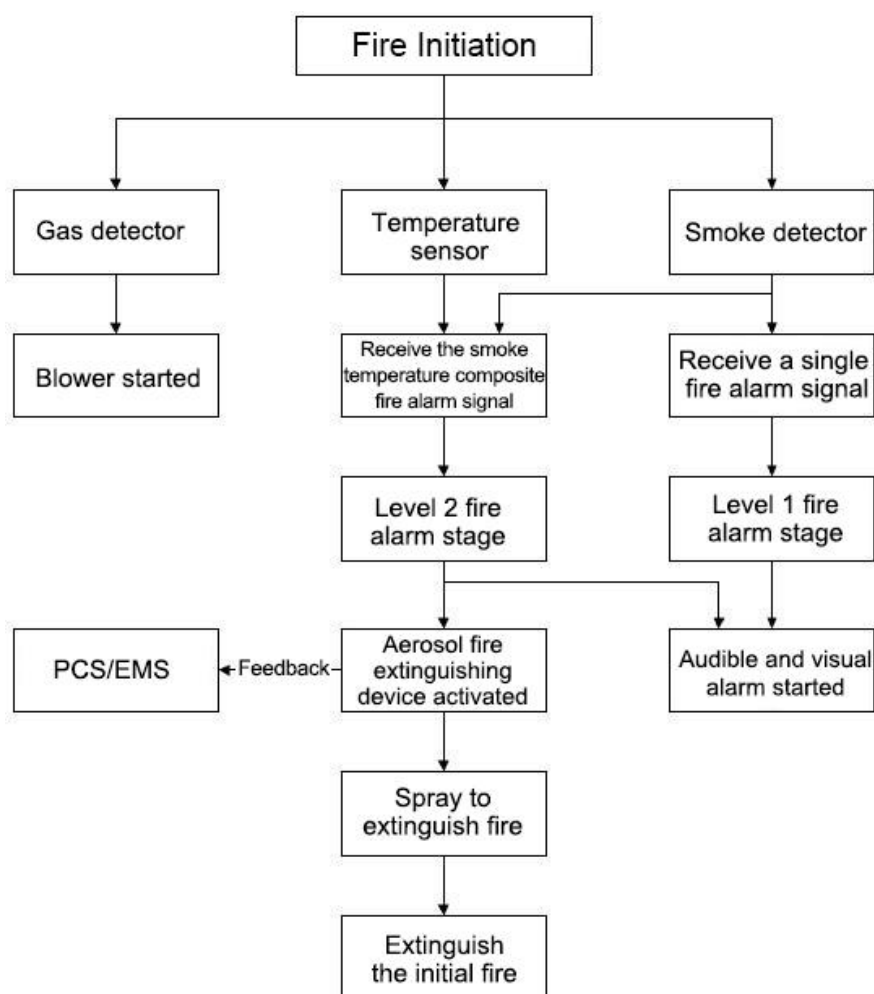 Fire Initiation
Gas detector
Temperature
sensor
Smoke detector
Blower started
Receive the smoke
temperature composite
fire alarm signal
Receive a single
fire alarm signal
Level 2 fire
alarm stage
Level 1 fire
alarm stage
PCS/EMS
Feedback
Aerosol fire
extinguishing
device activated
Audible and visual
alarm started
Spray to
extinguish fire
Extinguish
the initial fire